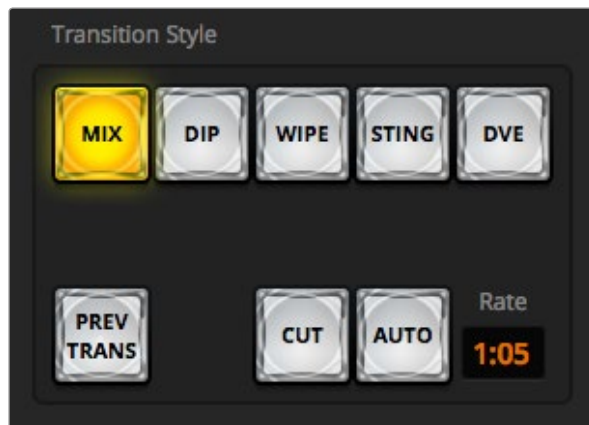 Transition Style
MIX DIP WIPE STING DVE
PREV
TRANS
CUT AUTO
Rate
1:05